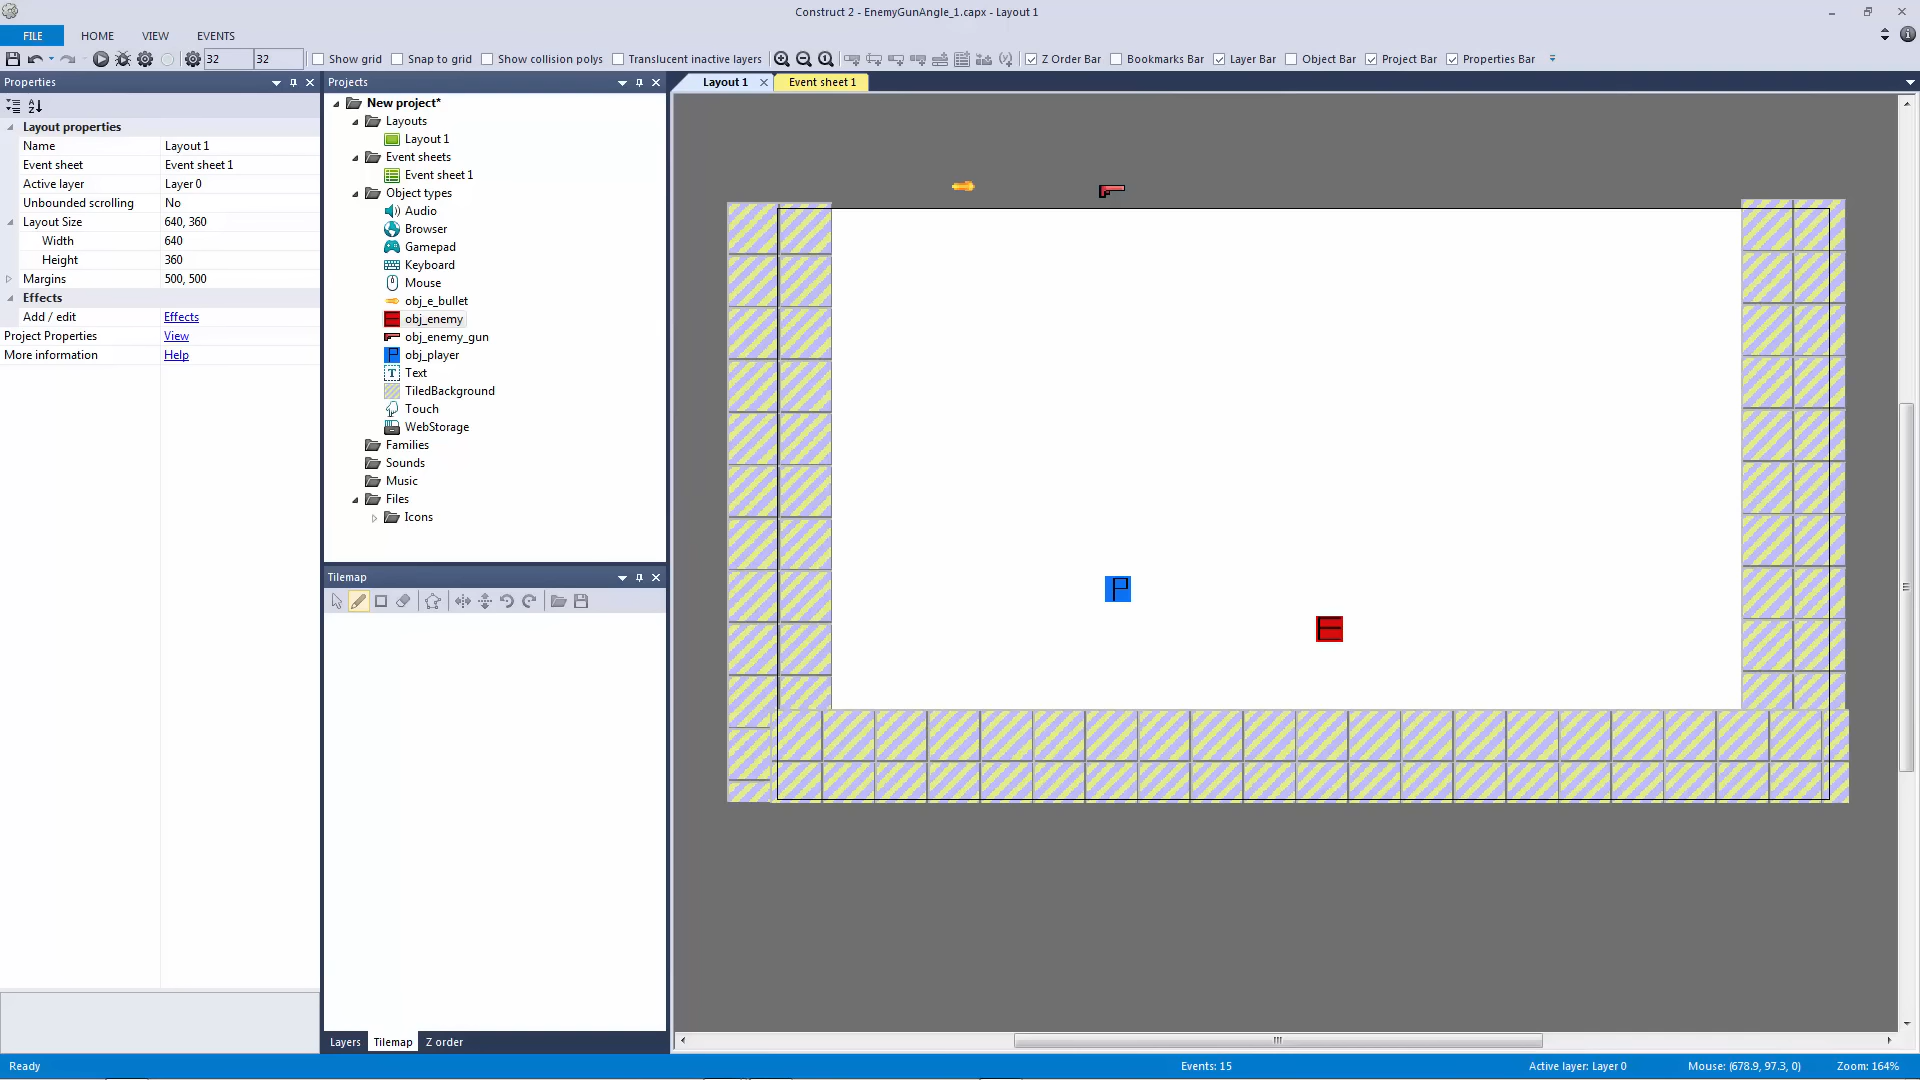 Construct 2 - EnemyGunAngle_1.capx - Layout 1
FILE HOME VIEW EVENTS
32 32 Show grid Snap to grid Show collision polys Translucent inactive layers Z Order Bar Bookmarks Bar Layer Bar Object Bar Project Bar Properties Bar
Properties
Layout properties
Name Layout 1
Event sheet Event sheet 1
Active layer Layer 0
Unbounded scrolling No
Layout Size 640, 360
Width 640
Height 360
Margins 500, 500
Effects
Add / edit Effects
Project Properties View
More information Help
Projects
New project*
Layouts
Layout 1
Event sheets
Event sheet 1
Object types
Audio
Browser
Gamepad
Keyboard
Mouse
obj_e_bullet
obj_enemy
obj_enemy_gun
obj_player
Text
TiledBackground
Touch
WebStorage
Families
Sounds
Music
Files
Icons
Tilemap
Layers Tilemap Z order
Layout 1 Event sheet 1
P
E
Ready Events: 15 Active layer: Layer 0 Mouse: (678.9, 97.3, 0) Zoom: 164%